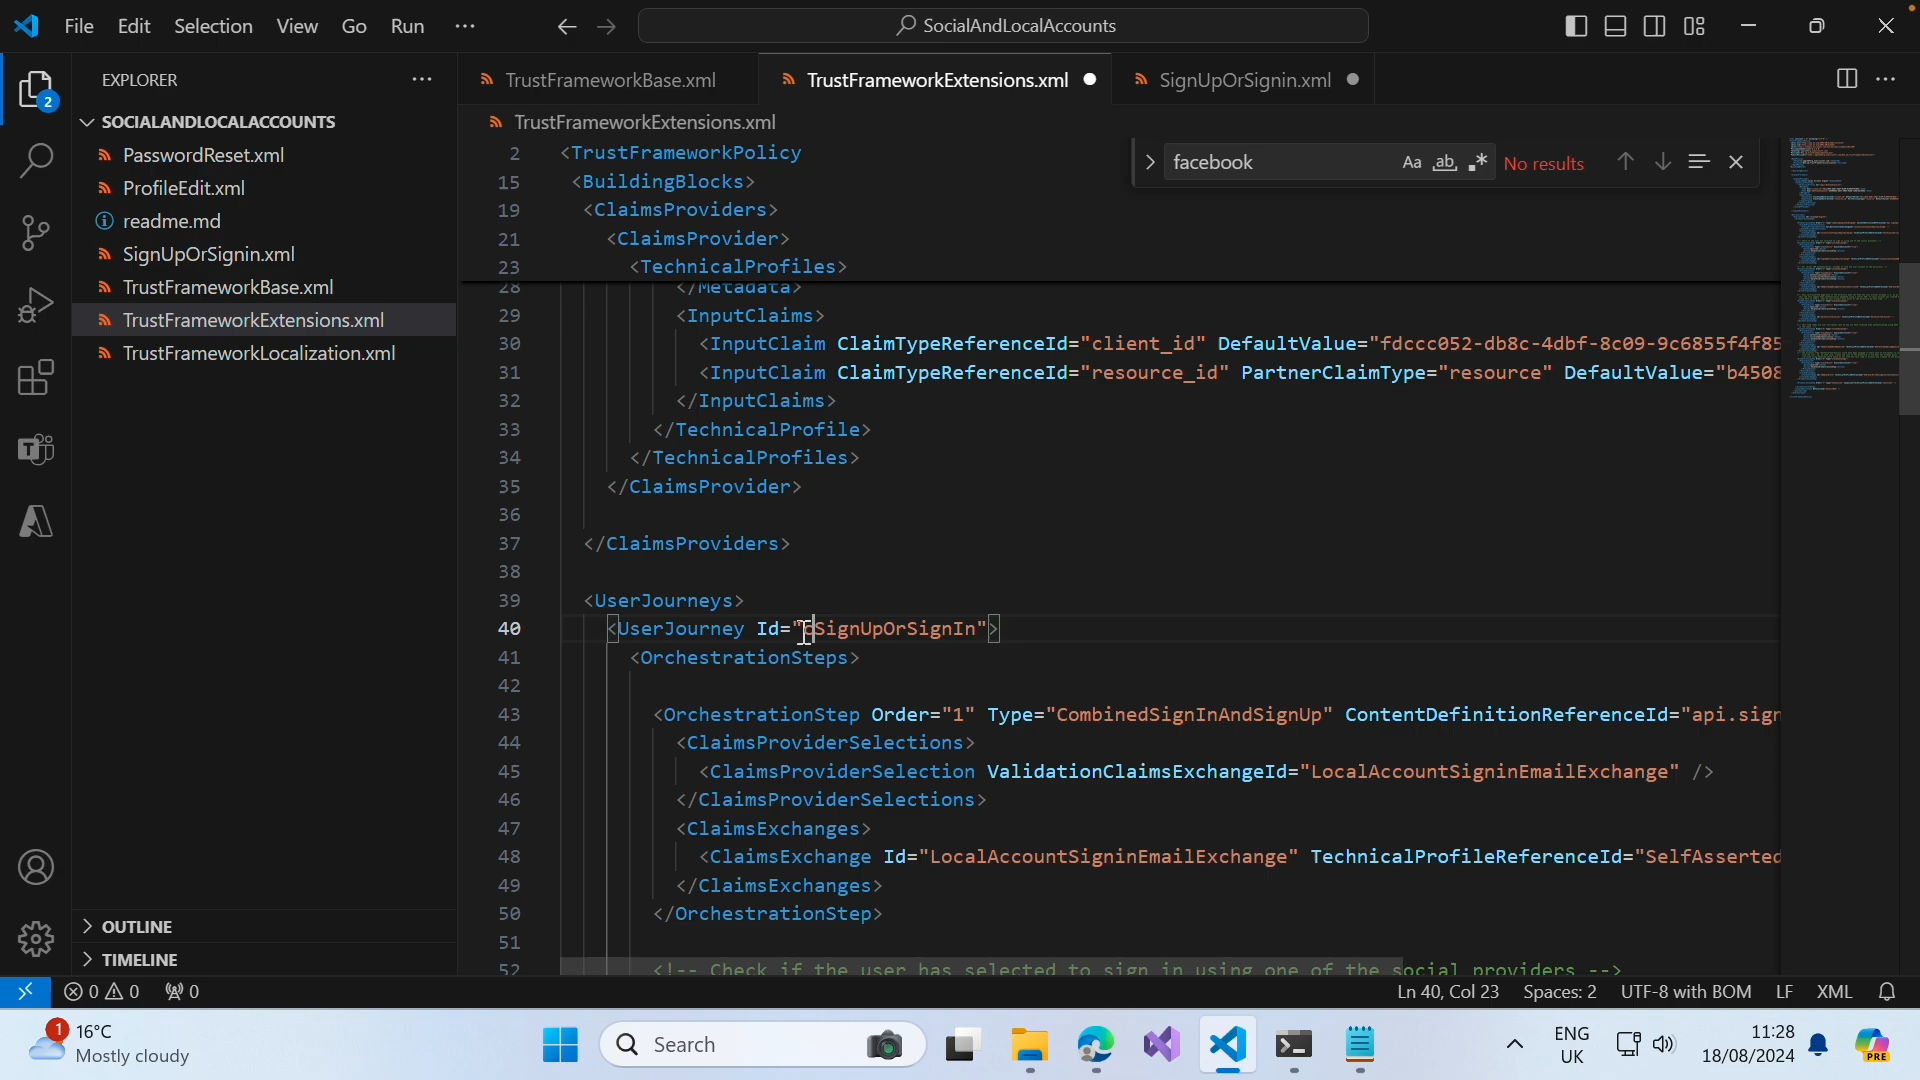 File Edit Selection View Go Run ···
SocialAndLocalAccounts
EXPLORER
2
SOCIALANDLOCALACCOUNTS
PasswordReset.xml
ProfileEdit.xml
readme.md
SignUpOrSignin.xml
TrustFrameworkBase.xml
TrustFrameworkExtensions.xml
TrustFrameworkLocalization.xml
OUTLINE
TIMELINE
TrustFrameworkBase.xml TrustFrameworkExtensions.xml SignUpOrSignin.xml
TrustFrameworkExtensions.xml
facebook Aa ab .* No results
2 <TrustFrameworkPolicy
15 <BuildingBlocks>
19 <ClaimsProviders>
21 <ClaimsProvider>
23 <TechnicalProfiles>
28 </Metadata>
29 <InputClaims>
30 <InputClaim ClaimTypeReferenceId="client_id" DefaultValue="fdccc052-db8c-4dbf-8c09-9c6855f4f85
31 <InputClaim ClaimTypeReferenceId="resource_id" PartnerClaimType="resource" DefaultValue="b4508
32 </InputClaims>
33 </TechnicalProfile>
34 </TechnicalProfiles>
35 </ClaimsProvider>
36
37 </ClaimsProviders>
38
39 <UserJourneys>
40 <UserJourney Id="cSignUpOrSignIn">
41 <OrchestrationSteps>
42
43 <OrchestrationStep Order="1" Type="CombinedSignInAndSignUp" ContentDefinitionReferenceId="api.sign
44 <ClaimsProviderSelections>
45 <ClaimsProviderSelection ValidationClaimsExchangeId="LocalAccountSigninEmailExchange" />
46 </ClaimsProviderSelections>
47 <ClaimsExchanges>
48 <ClaimsExchange Id="LocalAccountSigninEmailExchange" TechnicalProfileReferenceId="SelfAsserted
49 </ClaimsExchanges>
50 </OrchestrationStep>
51
52 <!-- Check if the user has selected to sign in using one of the social providers -->
0 0 0
Ln 40, Col 23 Spaces: 2 UTF-8 with BOM LF XML
1 16°C
Mostly cloudy
Search
ENG
UK
11:28
18/08/2024
PRE